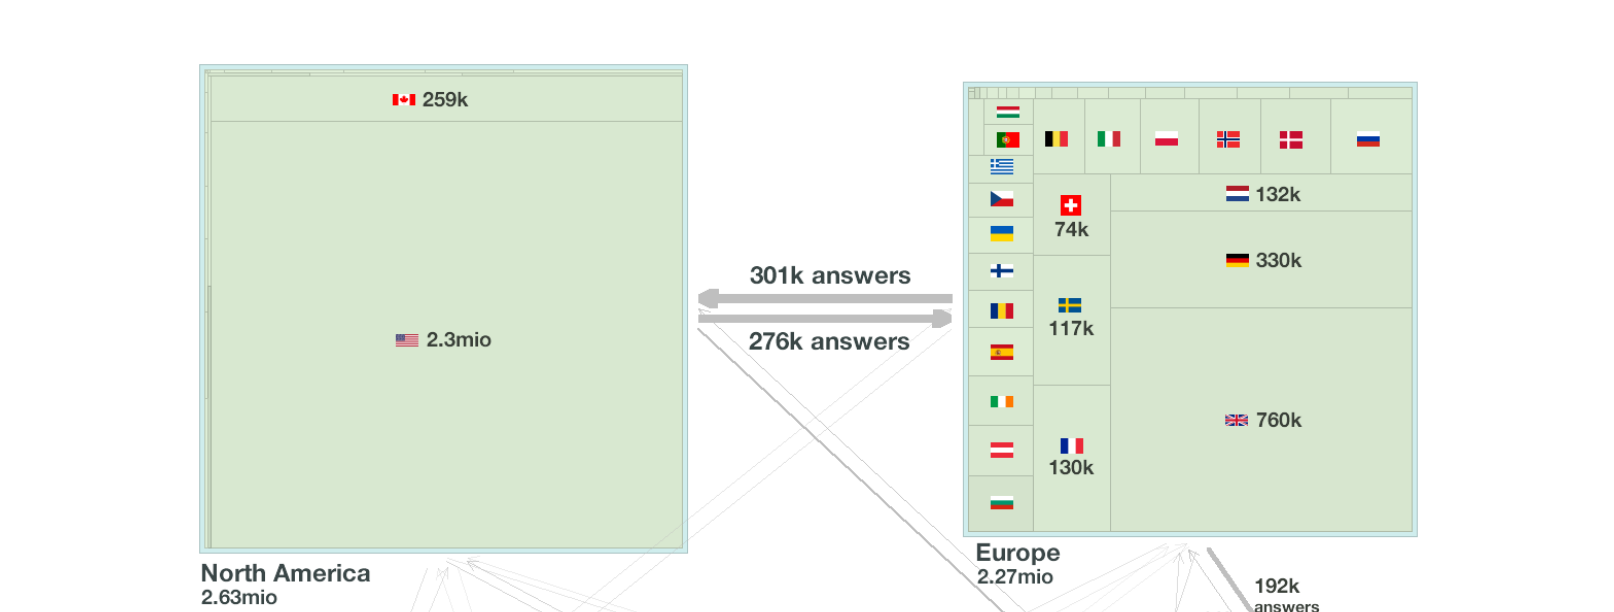 259k
2.3mio
North America
2.63mio
301k answers
276k answers
132k
74k
330k
117k
760k
130k
Europe
2.27mio
192k
answers